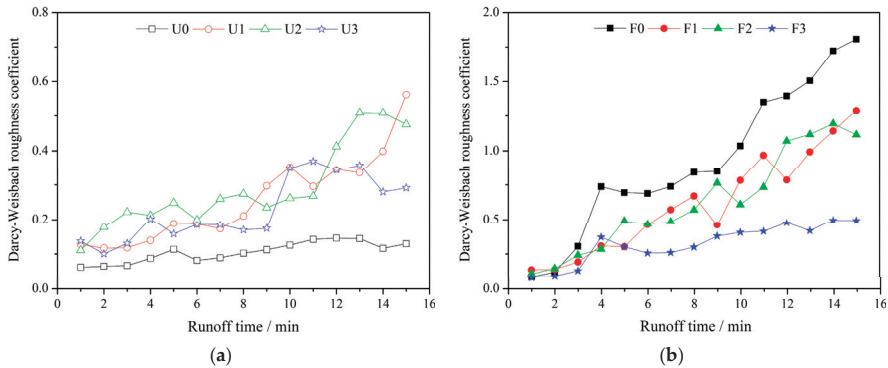 (a)
U0 U1 U2 U3
Darcy-Weisbach roughness coefficient
0.8
0.6
0.4
0.2
0.0
0 2 4 6 8 10 12 14 16
Runoff time / min
(b)
F0 F1 F2 F3
Darcy-Weisbach roughness coefficient
2.0
1.5
1.0
0.5
0.0
0 2 4 6 8 10 12 14 16
Runoff time / min
(a)
(b)